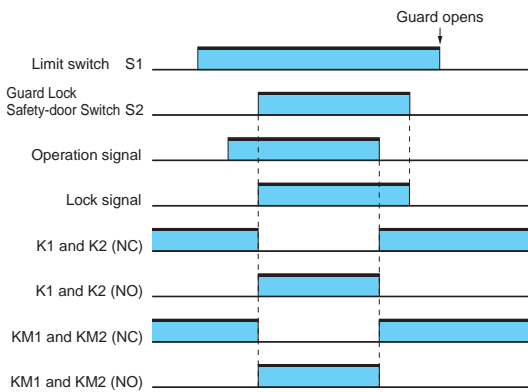 Guard opens
Limit switch S1
Guard Lock
Safety-door Switch S2
Operation signal
Lock signal
K1 and K2 (NC)
K1 and K2 (NO)
KM1 and KM2 (NC)
KM1 and KM2 (NO)